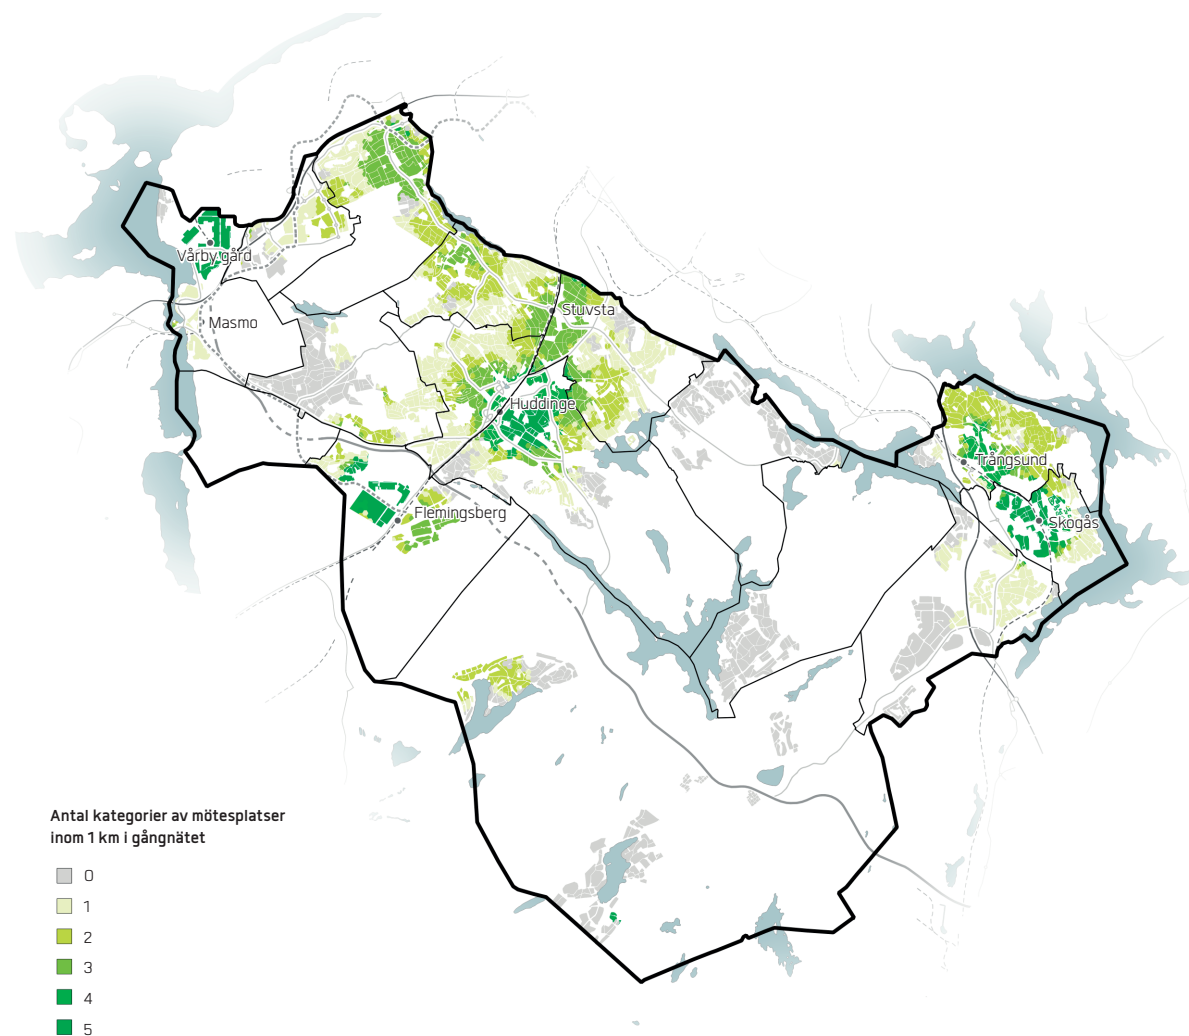 Vårby gård
Masmo
Stuvsta
Huddinge
Trångsund
Flemingsberg
Skogås
Antal kategorier av mötesplatser
inom 1 km i gångnätet
0
1
2
3
4
5